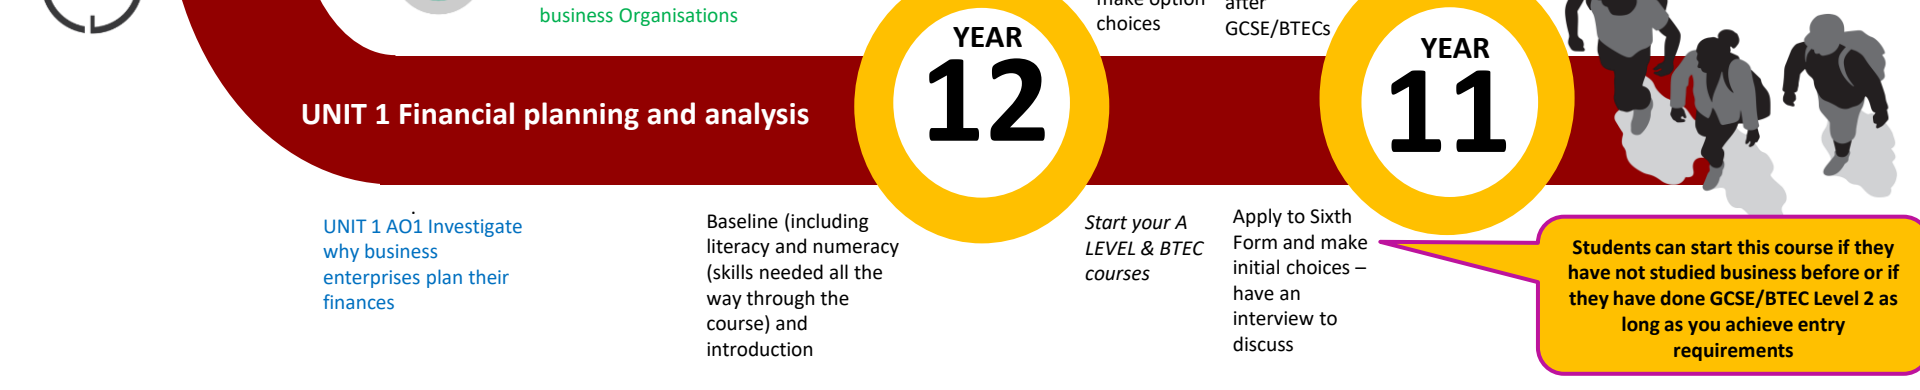 business Organisations
make option
choices
after
GCSE/BTECs
YEAR
12
YEAR
11
UNIT 1 Financial planning and analysis
.
UNIT 1 AO1 Investigate
why business
enterprises plan their
finances
Baseline (including
literacy and numeracy
(skills needed all the
way through the
course) and
introduction
Start your A
LEVEL & BTEC
courses
Apply to Sixth
Form and make
initial choices –
have an
interview to
discuss
Students can start this course if they
have not studied business before or if
they have done GCSE/BTEC Level 2 as
long as you achieve entry
requirements